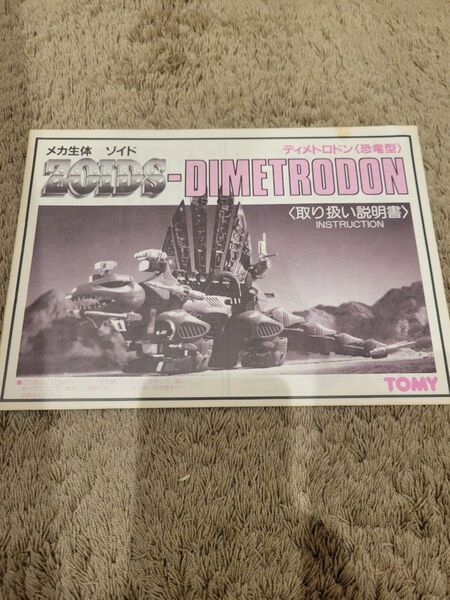 メカ生体 ゾイド
ディメトロドン〈恐竜型〉
ZOIDS-DIMETRODON
〈取り扱い説明書〉
INSTRUCTION
TOMY